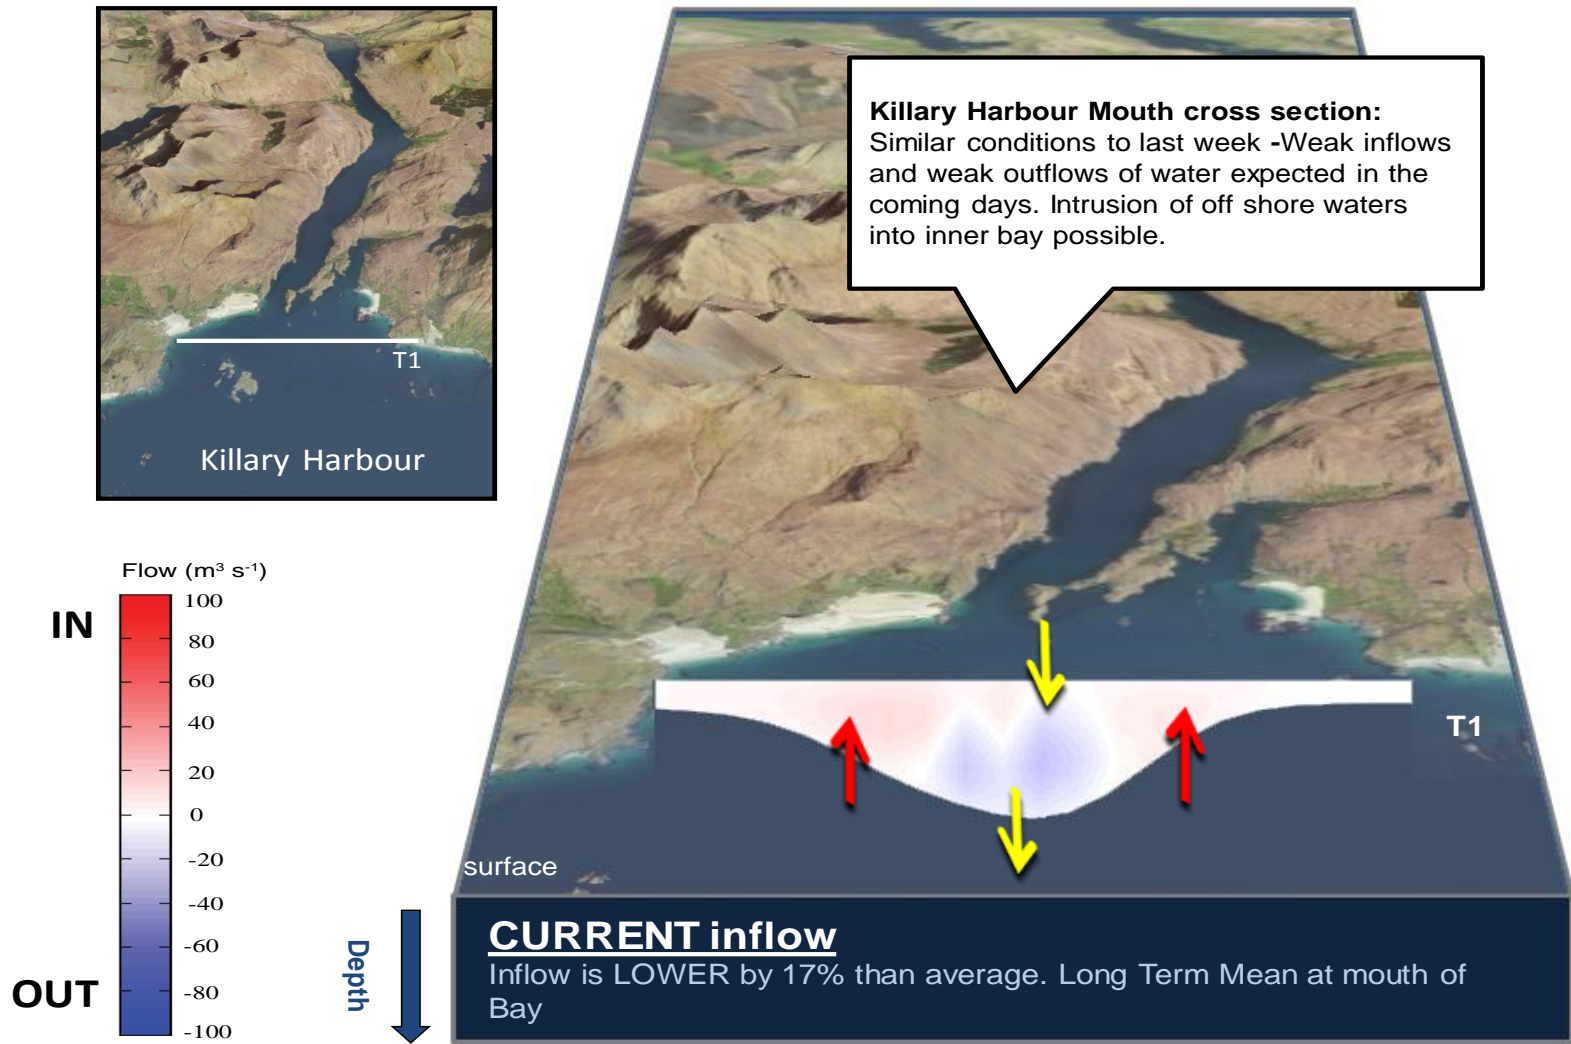 Killary Harbour Mouth cross section:
Similar conditions to last week -Weak inflows
and weak outflows of water expected in the
coming days. Intrusion of off shore waters
into inner bay possible.
T1
Killary Harbour
Flow (m³ s⁻¹)
IN
100
80
60
40
20
0
-20
-40
-60
-80
-100
OUT
T1
surface
Depth
CURRENT inflow
Inflow is LOWER by 17% than average. Long Term Mean at mouth of
Bay